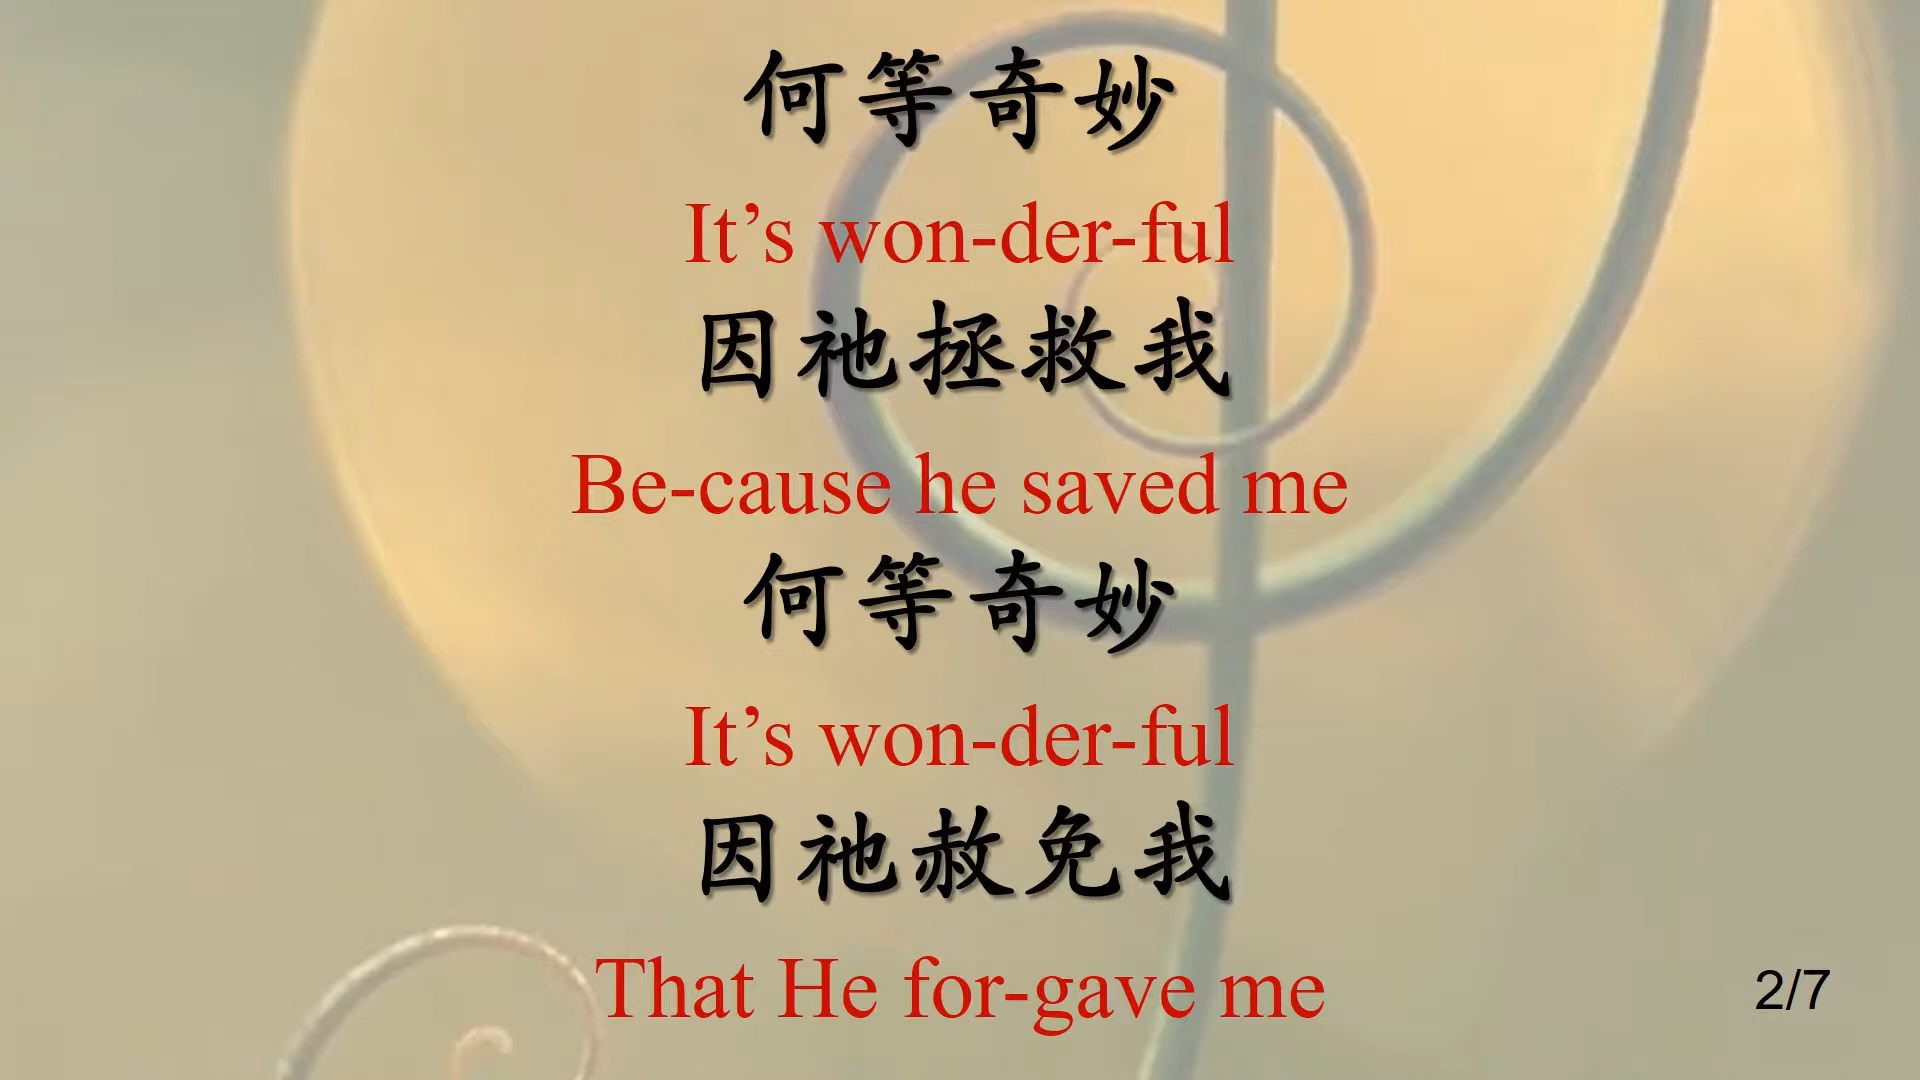 何等奇妙
It’s won-der-ful
因祂拯救我
Be-cause he saved me
何等奇妙
It’s won-der-ful
因祂赦免我
That He for-gave me
2/7